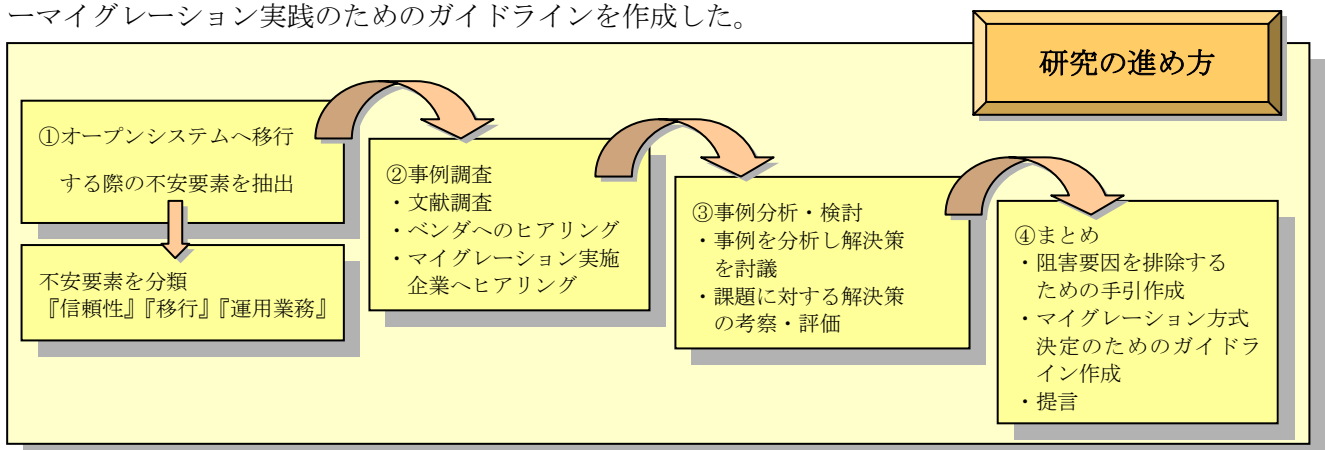 ーマイグレーション実践のためのガイドラインを作成した。
研究の進め方
①オープンシステムへ移行
する際の不安要素を抽出
不安要素を分類
『信頼性』『移行』『運用業務』
②事例調査
・文献調査
・ベンダへのヒアリング
・マイグレーション実施
企業へヒアリング
③事例分析・検討
・事例を分析し解決策
を討議
・課題に対する解決策
の考察・評価
④まとめ
・阻害要因を排除する
ための手引作成
・マイグレーション方式
決定のためのガイドラ
イン作成
・提言